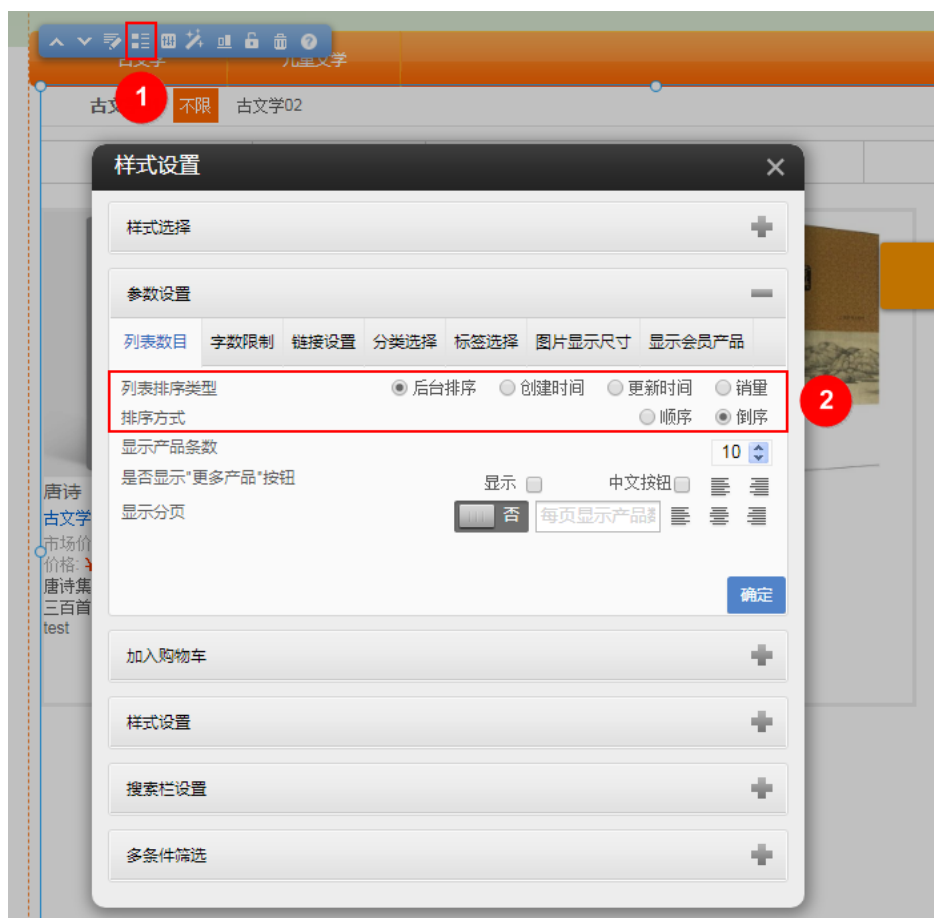 古文学 儿童文学
1
古文 不限 古文学02
样式设置
样式选择
参数设置
列表数目 字数限制 链接设置 分类选择 标签选择 图片显示尺寸 显示会员产品
列表排序类型 后台排序 创建时间 更新时间 销量
2
排序方式 顺序 倒序
显示产品条数 10
是否显示"更多产品"按钮 显示 中文按钮
显示分页 否 每页显示产品
唐诗
古文学
市场价
价格: ¥
唐诗集
三百首
test
确定
加入购物车
样式设置
搜索栏设置
多条件筛选